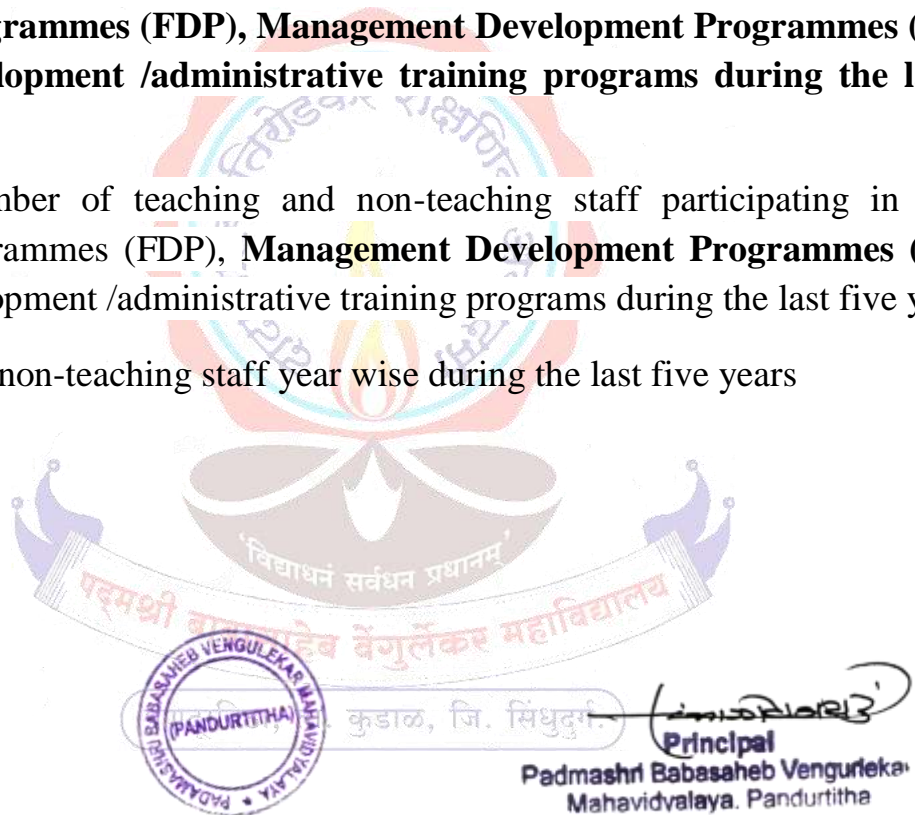 grammes (FDP), Management Development Programmes (
lopment /administrative training programs during the l
mber of teaching and non-teaching staff participating in
rammes (FDP), Management Development Programmes (
opment /administrative training programs during the last five y
non-teaching staff year wise during the last five years
'विद्याधनं सर्वधन प्रधानम्'
पद्मश्री बाबासाहेब वेंगुर्लेकर महाविद्यालय
कुडाळ, जि. सिंधुदुर्ग.
PADMASHRI BABASAHEB VENGULEKAR MAHAVIDYALAYA
(PANDURTITHA)
Principal
Padmashri Babasaheb Vengurleka
Mahavidyalaya, Pandurtitha